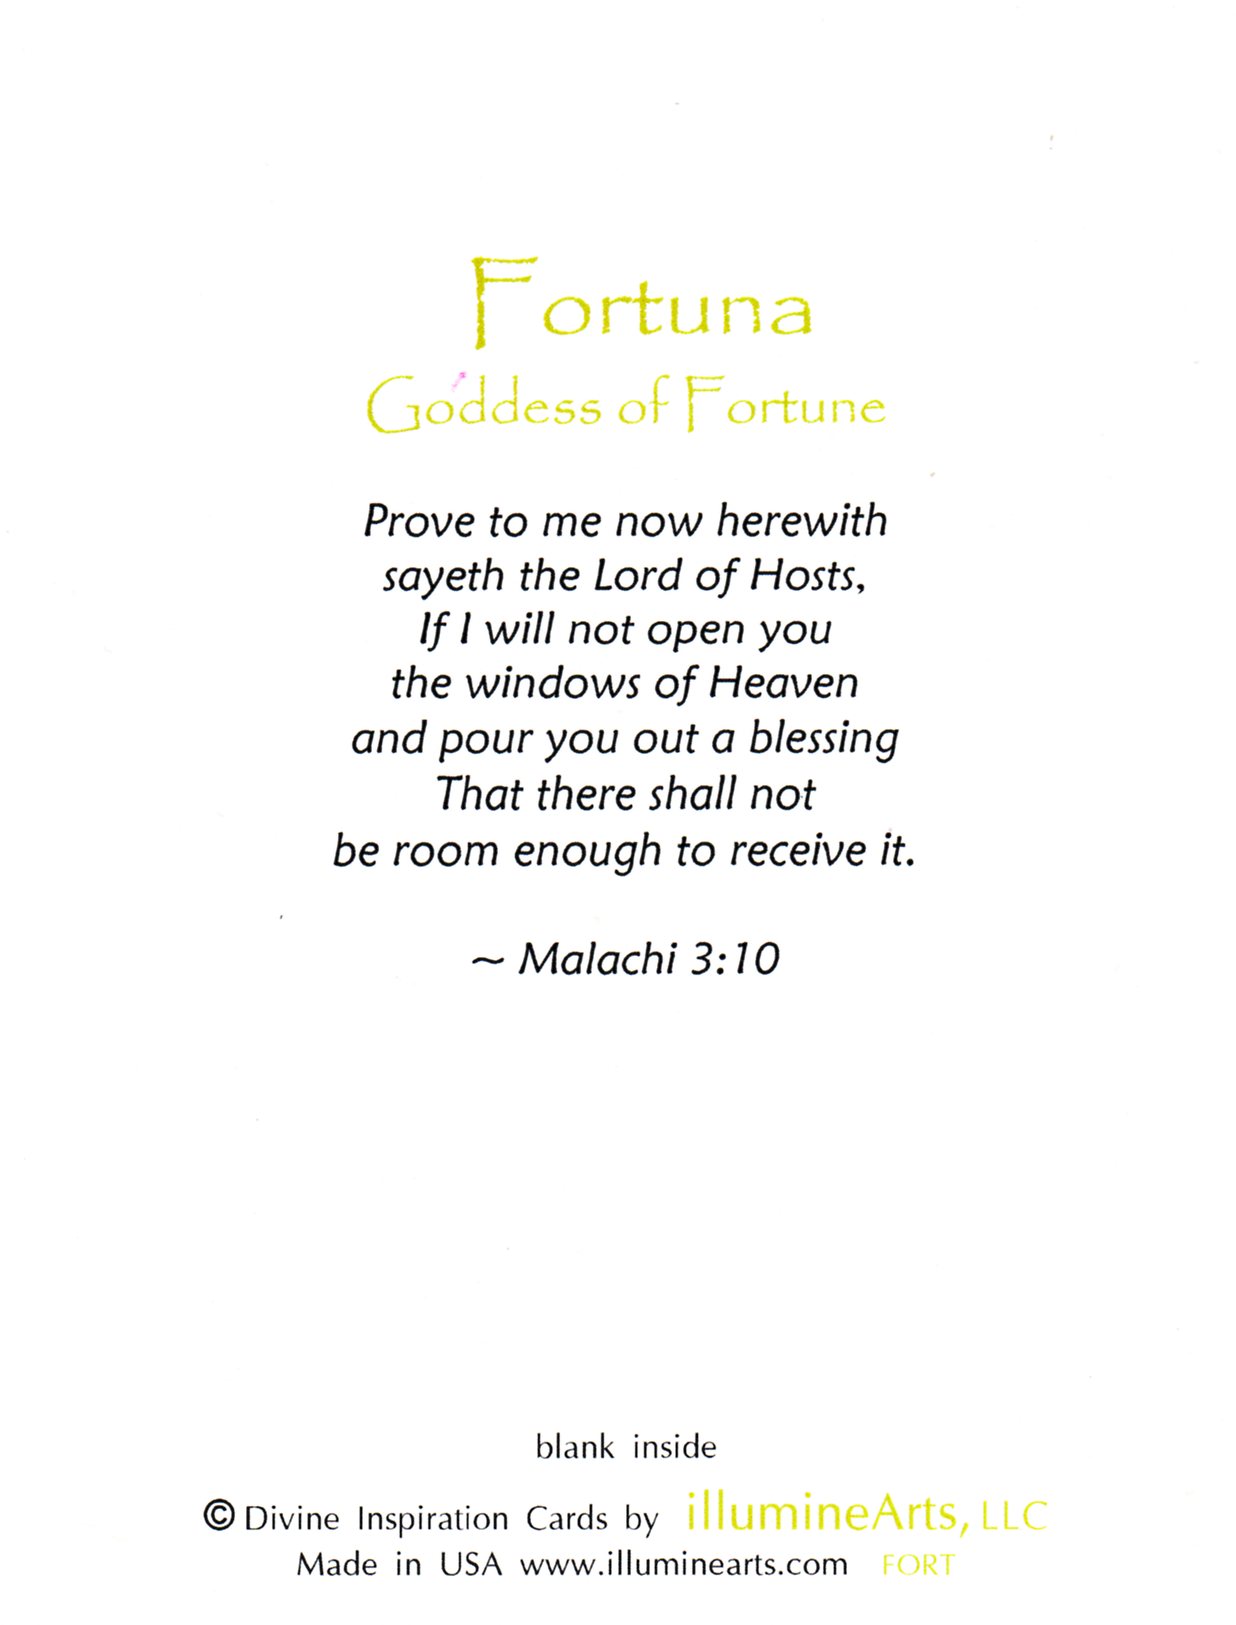 Fortuna
Goddess of Fortune
Prove to me now herewith
sayeth the Lord of Hosts,
If I will not open you
the windows of Heaven
and pour you out a blessing
That there shall not
be room enough to receive it.
~ Malachi 3:10
blank inside
© Divine Inspiration Cards by illumineArts, LLC
Made in USA www.illuminearts.com FORT